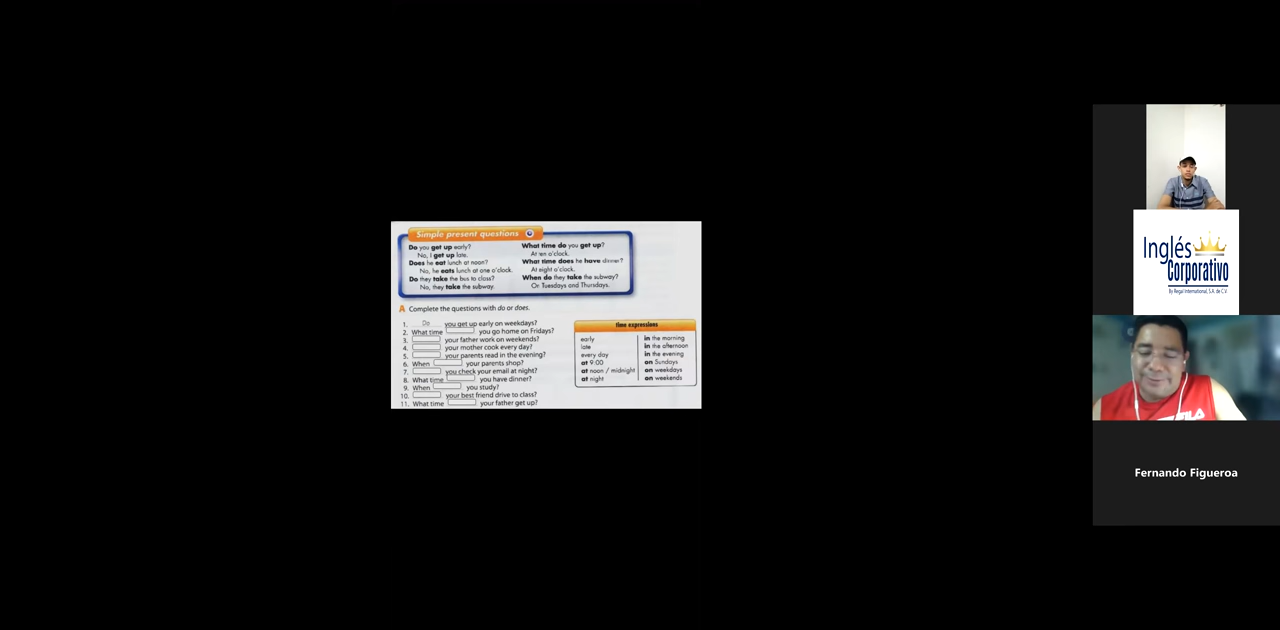 Simple present questions
Do you get up early?
No, I get up late.
Does he eat lunch at noon?
No, he eats lunch at one o'clock.
Do they take the bus to class?
No, they take the subway.
What time do you get up?
At ten o'clock.
What time does he have dinner?
At eight o'clock.
When do they take the subway?
On Tuesdays and Thursdays.
A Complete the questions with do or does.
1. Do you get up early on weekdays?
2. What time you go home on Fridays?
3. your father work on weekends?
4. your mother cook every day?
5. your parents read in the evening?
6. When your parents shop?
7. you check your email at night?
8. What time you have dinner?
9. When you study?
10. your best friend drive to class?
11. What time your father get up?
time expressions
early
late
every day
at 9:00
at noon / midnight
at night
in the morning
in the afternoon
in the evening
on Sundays
on weekdays
on weekends
Inglés
Corporativo
By Regal International, S.A. de C.V.
Fernando Figueroa